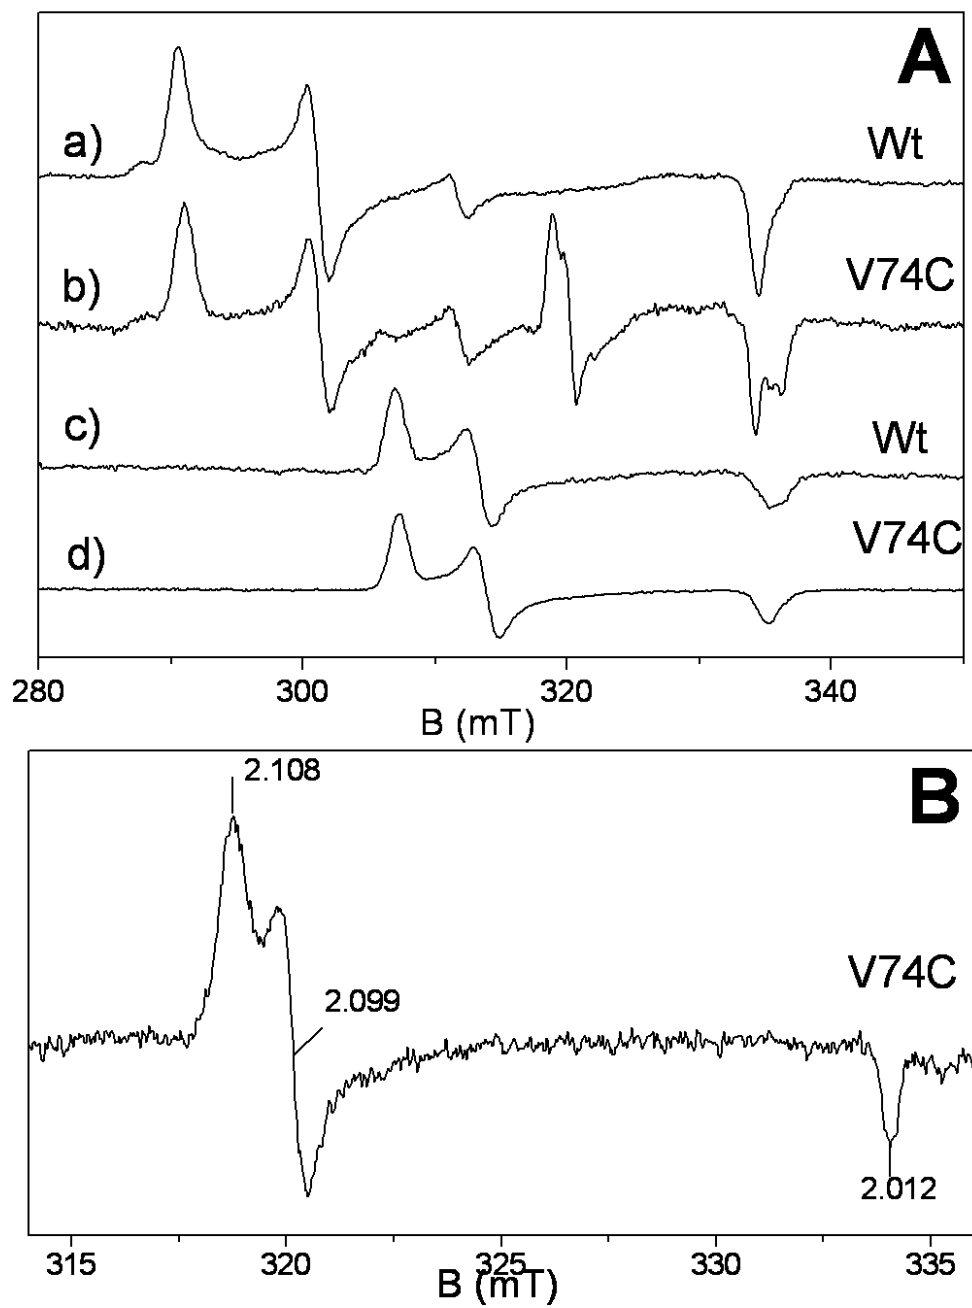 A
a)
Wt
b)
V74C
c)
Wt
d)
V74C
280 300 320 340
B (mT)
B
2.108
V74C
2.099
2.012
315 320 325 330 335
B (mT)